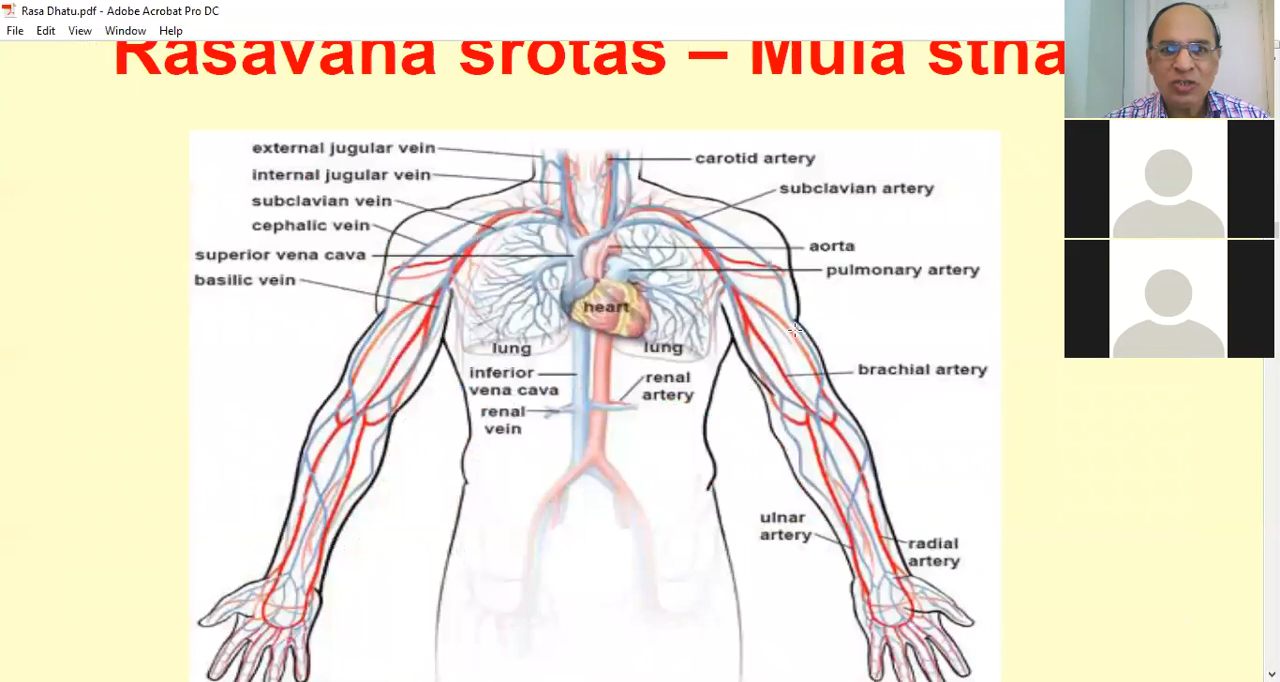 Rasa Dhatu.pdf - Adobe Acrobat Pro DC
File Edit View Window Help
Rasavaha srotas – Mula stha
external jugular vein
internal jugular vein
subclavian vein
cephalic vein
superior vena cava
basilic vein
carotid artery
subclavian artery
aorta
pulmonary artery
heart
lung
lung
inferior
vena cava
renal
artery
renal
vein
brachial artery
ulnar
artery
radial
artery